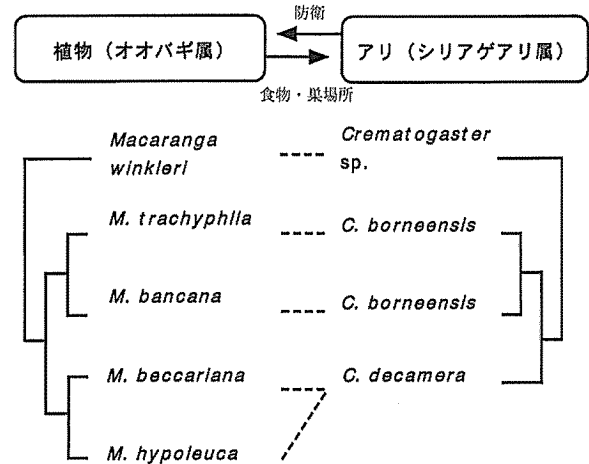 防衛
植物（オオバギ属）
アリ（シリアゲアリ属）
食物・巣場所
Macaranga
winkleri
Crematogaster
sp.
M. trachyphlla
C. borneensis
M. bancana
C. borneensis
M. beccariana
C. decamera
M. hypoleuca